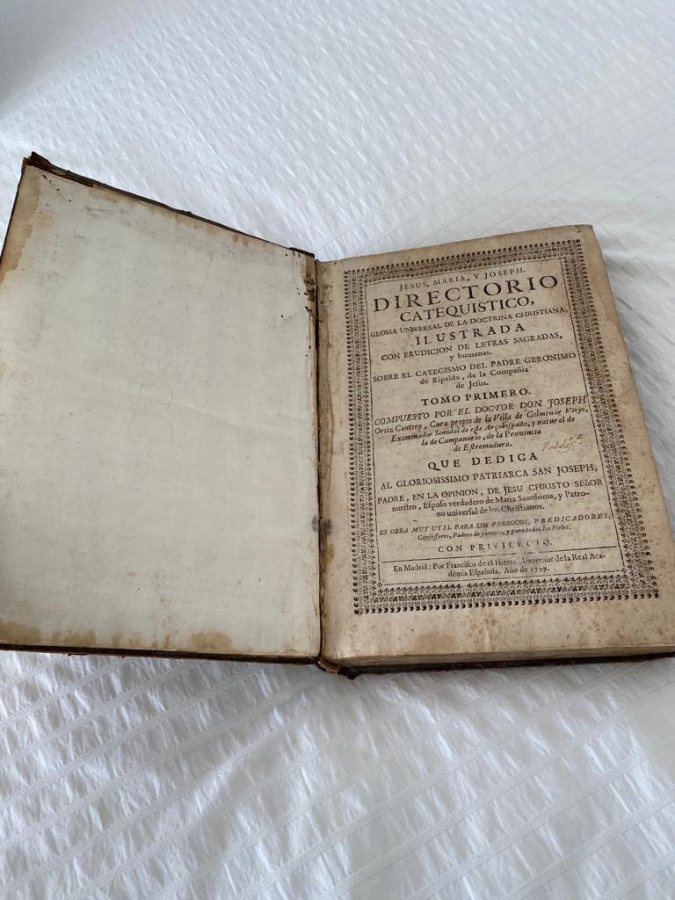 JESUS, MARIA, Y JOSEPH.
DIRECTORIO
CATEQUISTICO,
GLOSSA UNIVERSAL DE LA DOCTRINA CHRISTIANA,
ILUSTRADA
CON ERUDICION DE LETRAS SAGRADAS,
y humanas.
SOBRE EL CATECISMO DEL PADRE GERONIMO
de Ripalda, de la Compañia
de Jesus.
TOMO PRIMERO.
COMPUESTO POR EL DOCTOR DON JOSEPH
Ortiz Cantero, Cura propio de la Villa de Colmenar Viejo,
Examinador Sinodal de este Arçobispado, y natural de
la de Campanario, de la Provincia
de Estremadura.
QUE DEDICA
AL GLORIOSISSIMO PATRIARCA SAN JOSEPH,
PADRE, EN LA OPINION, DE JESU CHRISTO SEÑOR
nuestro, Esposo verdadero de Maria Santissima, y Patro-
no universal de los Christianos.
ES OBRA MUY UTIL PARA LOS PARROCOS, PREDICADORES,
Confessores, Padres de familias, y para todos los Fieles.
CON PRIVILEGIO,
En Madrid: Por Francisco de el Hierro, Impressor de la Real Aca-
demia Española, Año de 1729.